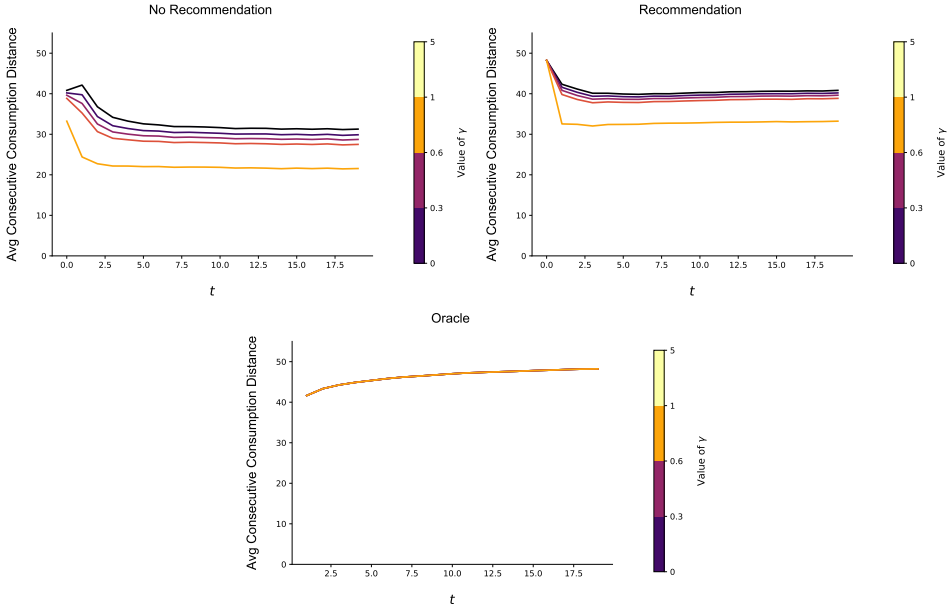 No Recommendation
Avg Consecutive Consumption Distance
50
40
30
20
10
0
0.0 2.5 5.0 7.5 10.0 12.5 15.0 17.5
t
5
1
0.6
0.3
0
Value of γ
Recommendation
Avg Consecutive Consumption Distance
50
40
30
20
10
0
0.0 2.5 5.0 7.5 10.0 12.5 15.0 17.5
t
5
1
0.6
0.3
0
Value of γ
Oracle
Avg Consecutive Consumption Distance
50
40
30
20
10
0
2.5 5.0 7.5 10.0 12.5 15.0 17.5
t
5
1
0.6
0.3
0
Value of γ